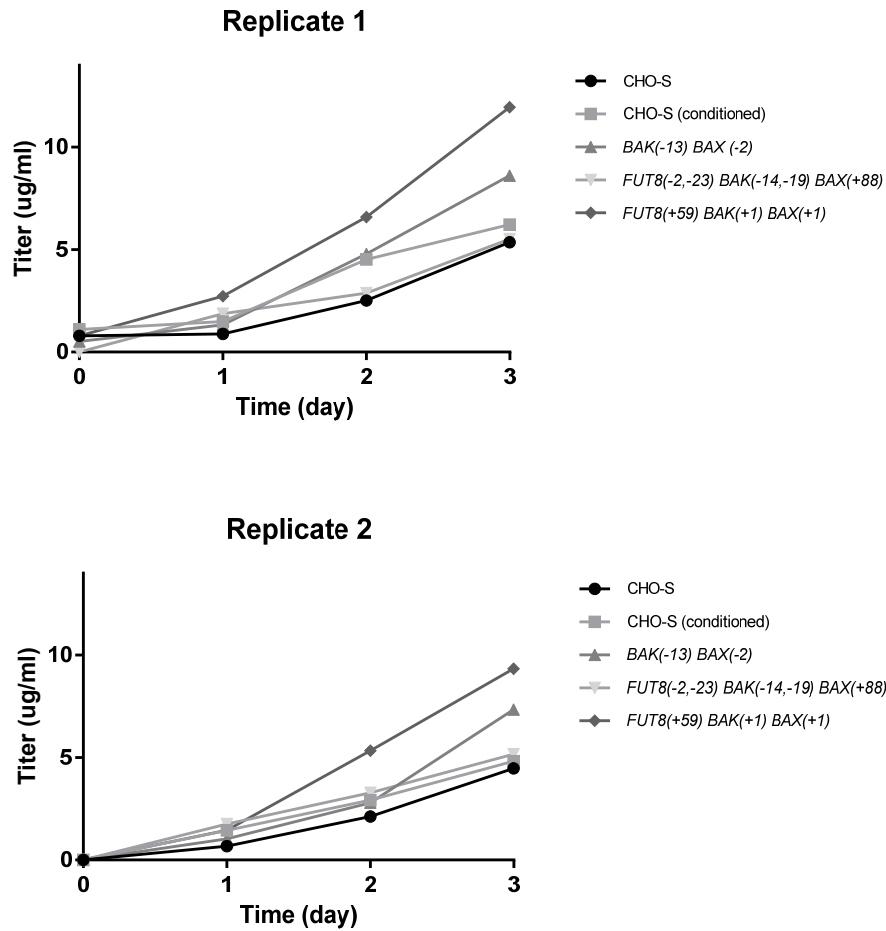 Replicate 1
Titer (ug/ml)
10
5
0
0 1 2 3
Time (day)
CHO-S
CHO-S (conditioned)
BAK(-13) BAX (-2)
FUT8(-2,-23) BAK(-14,-19) BAX(+88)
FUT8(+59) BAK(+1) BAX(+1)
Replicate 2
Titer (ug/ml)
10
5
0
0 1 2 3
Time (day)
CHO-S
CHO-S (conditioned)
BAK(-13) BAX(-2)
FUT8(-2,-23) BAK(-14,-19) BAX(+88)
FUT8(+59) BAK(+1) BAX(+1)